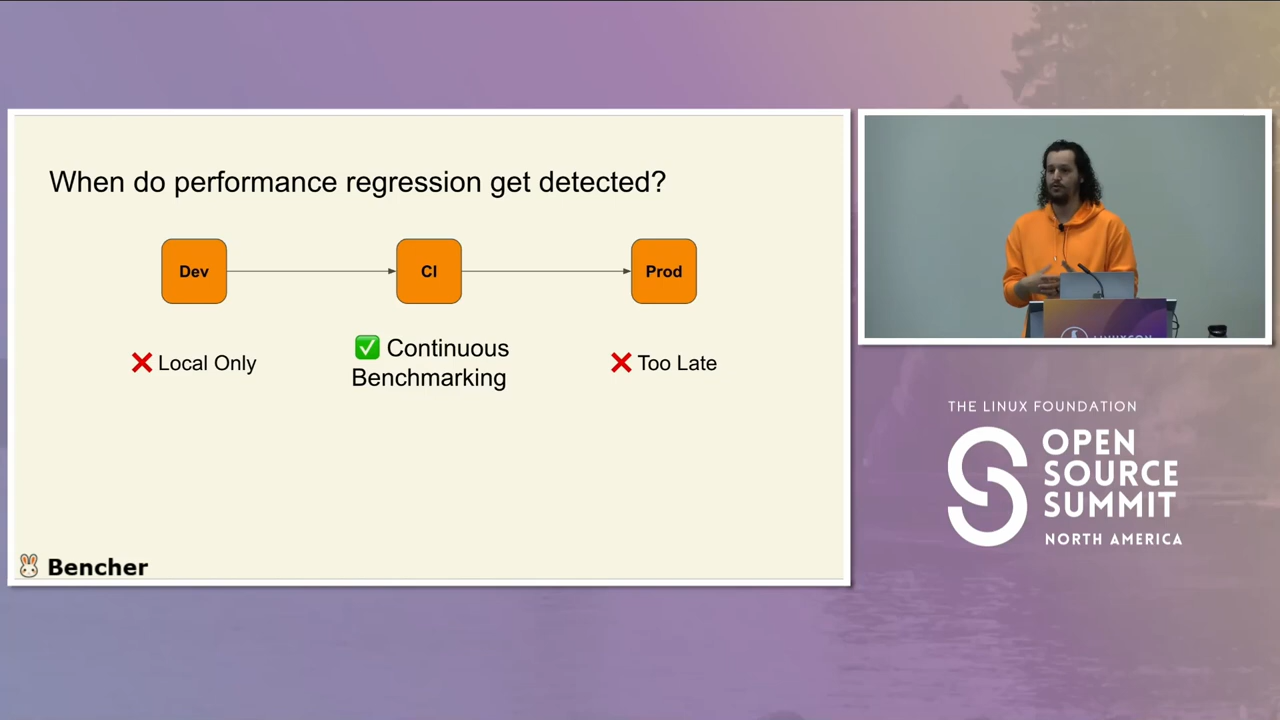 When do performance regression get detected?
Dev
CI
Prod
❌ Local Only
✅ Continuous
Benchmarking
❌ Too Late
Bencher
LINUXCON
THE LINUX FOUNDATION
OPEN
SOURCE
SUMMIT
NORTH AMERICA